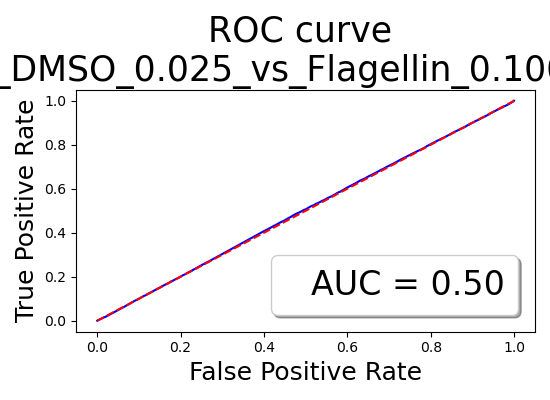 ROC curve
_DMSO_0.025_vs_Flagellin_0.100
True Positive Rate
1.0
0.8
0.6
0.4
0.2
0.0
AUC = 0.50
0.0 0.2 0.4 0.6 0.8 1.0
False Positive Rate